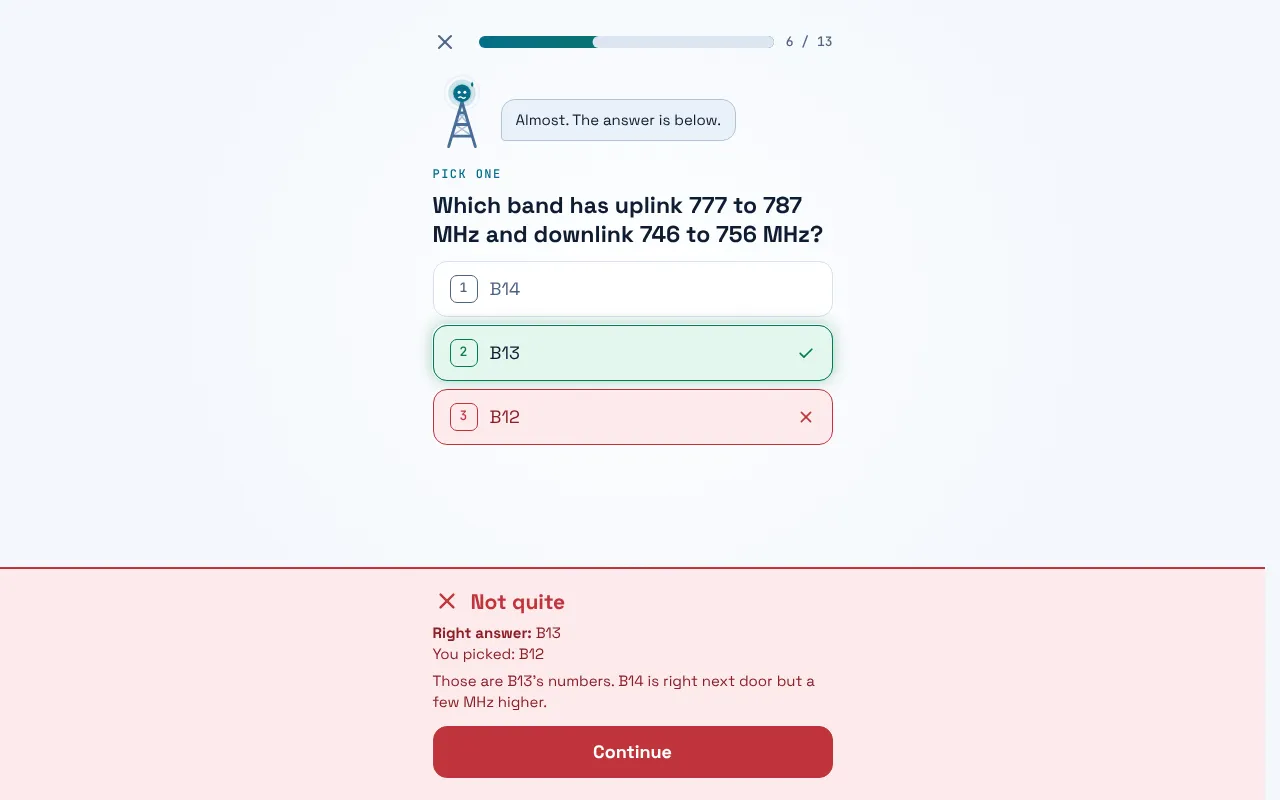 6 / 13
Almost. The answer is below.
PICK ONE
Which band has uplink 777 to 787
MHz and downlink 746 to 756 MHz?
1 B14
2 B13
3 B12
Not quite
Right answer: B13
You picked: B12
Those are B13's numbers. B14 is right next door but a
few MHz higher.
Continue